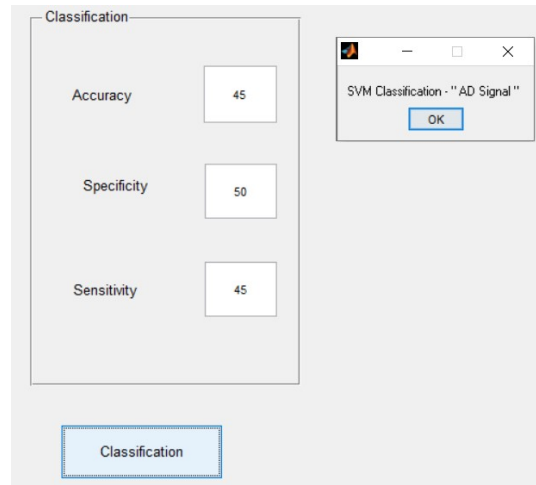 Classification
Accuracy 45
Specificity 50
Sensitivity 45
Classification
SVM Classification - "AD Signal"
OK